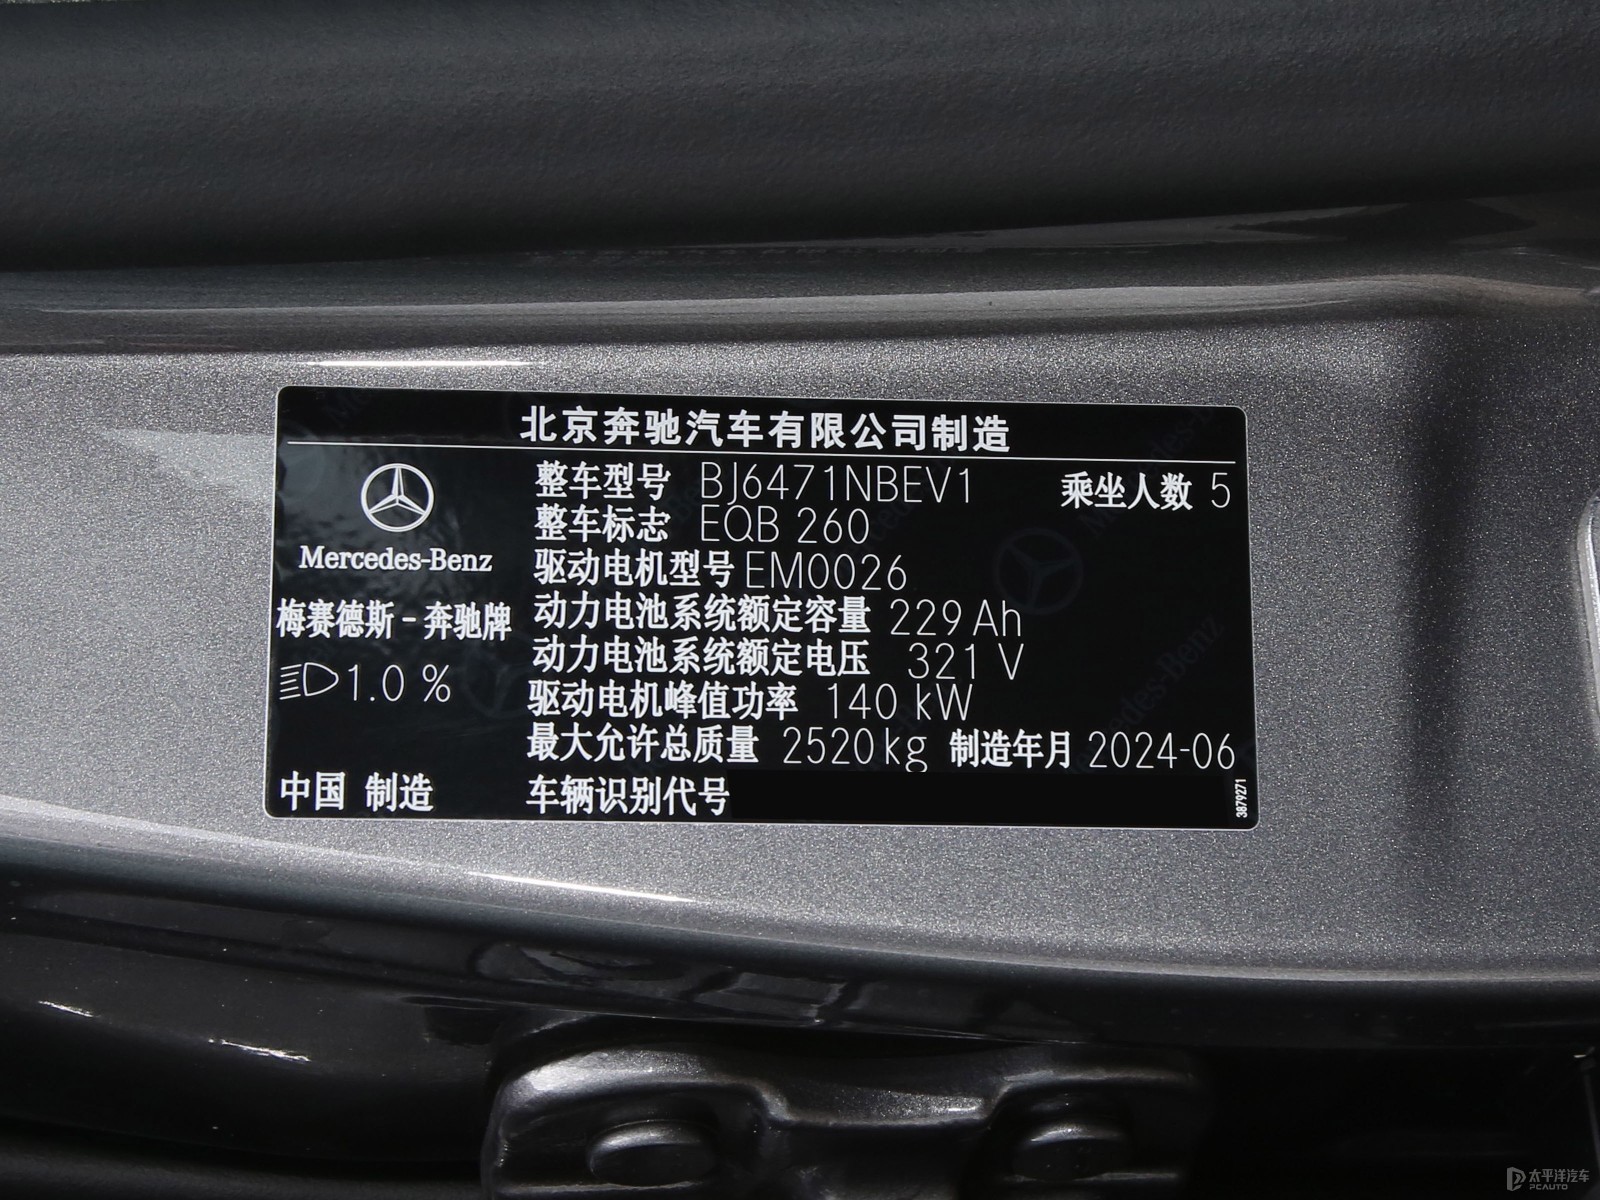 北京奔驰汽车有限公司制造
整车型号 BJ6471NBEV1 乘坐人数 5
整车标志 EQB 260
Mercedes-Benz
驱动电机型号 EM0026
梅赛德斯-奔驰牌
动力电池系统额定容量 229 Ah
动力电池系统额定电压 321 V
1.0 %
驱动电机峰值功率 140 kW
最大允许总质量 2520 kg 制造年月 2024-06
中国 制造
车辆识别代号
3879271
太平洋汽车
PCAUTO